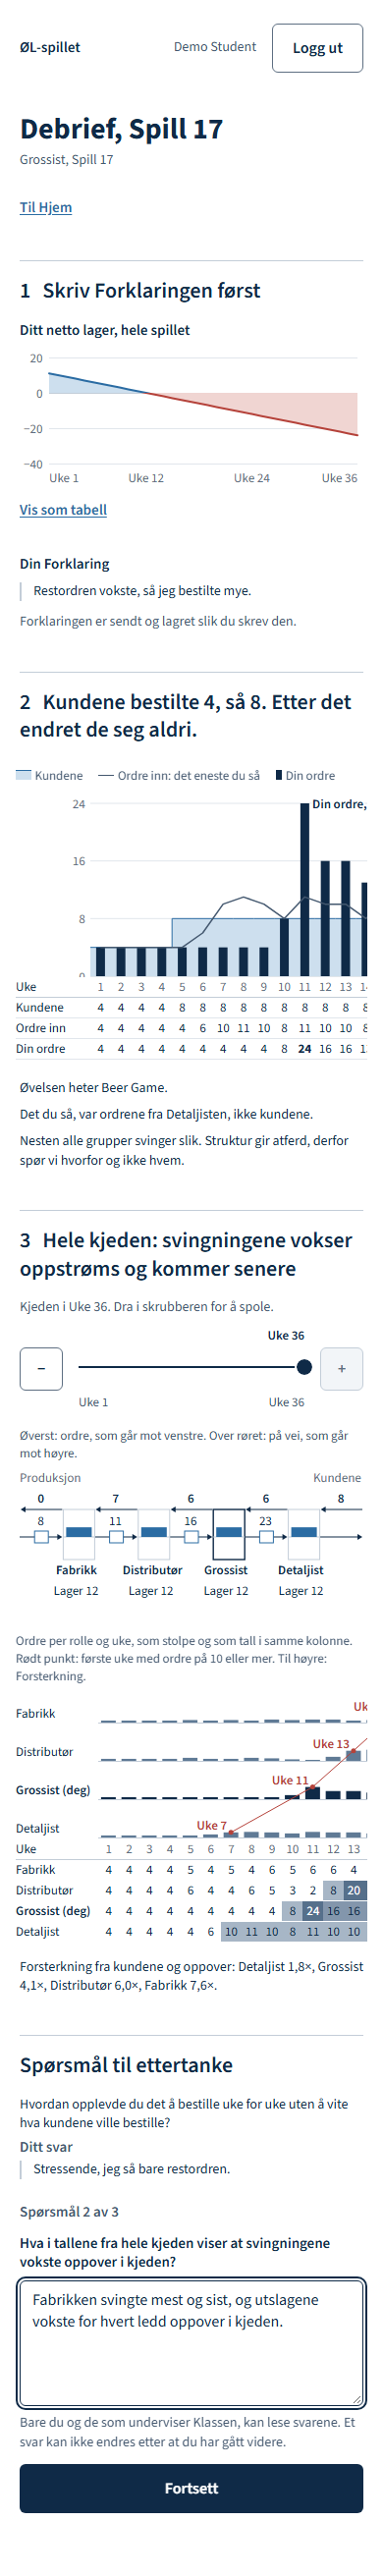 ØL-spillet
Demo Student
Logg ut
Debrief, Spill 17
Grossist, Spill 17
Til Hjem
1 Skriv Forklaringen først
Ditt netto lager, hele spillet
20
0
−20
−40
Uke 1 Uke 12 Uke 24 Uke 36
Vis som tabell
Din Forklaring
Restordren vokste, så jeg bestilte mye.
Forklaringen er sendt og lagret slik du skrev den.
2 Kundene bestilte 4, så 8. Etter det
endret de seg aldri.
Kundene Ordre inn: det eneste du så Din ordre
24 Din ordre,
16
8
0
Uke 1 2 3 4 5 6 7 8 9 10 11 12 13
Kundene 4 4 4 4 8 8 8 8 8 8 8 8 8
Ordre inn 4 4 4 4 4 6 10 11 10 8 11 10 10
Din ordre 4 4 4 4 4 4 4 4 4 8 24 16 16
Øvelsen heter Beer Game.
Det du så, var ordrene fra Detaljisten, ikke kundene.
Nesten alle grupper svinger slik. Struktur gir atferd, derfor
spør vi hvorfor og ikke hvem.
3 Hele kjeden: svingningene vokser
oppstrøms og kommer senere
Kjeden i Uke 36. Dra i skrubberen for å spole.
Uke 36
− +
Uke 1 Uke 36
Øverst: ordre, som går mot venstre. Over røret: på vei, som går
mot høyre.
Produksjon Kundene
0 7 6 6 8
8 11 16 23
Fabrikk Distributør Grossist Detaljist
Lager 12 Lager 12 Lager 12 Lager 12
Ordre per rolle og uke, som stolpe og som tall i samme kolonne.
Rødt punkt: første uke med ordre på 10 eller mer. Til høyre:
Forsterkning.
Fabrikk
Distributør Uke 13
Grossist (deg) Uke 11
Detaljist Uke 7
Uke 1 2 3 4 5 6 7 8 9 10 11 12 13
Fabrikk 4 4 4 4 5 4 5 4 6 5 6 6 4
Distributør 4 4 4 4 6 4 4 6 5 3 2 8 20
Grossist (deg) 4 4 4 4 4 4 4 4 4 8 24 16 16
Detaljist 4 4 4 4 4 6 10 11 10 8 11 10 10
Forsterkning fra kundene og oppover: Detaljist 1,8×, Grossist
4,1×, Distributør 6,0×, Fabrikk 7,6×.
Spørsmål til ettertanke
Hvordan opplevde du det å bestille uke for uke uten å vite
hva kundene ville bestille?
Ditt svar
Stressende, jeg så bare restordren.
Spørsmål 2 av 3
Hva i tallene fra hele kjeden viser at svingningene
vokste oppover i kjeden?
Fabrikken svingte mest og sist, og utslagene
vokste for hvert ledd oppover i kjeden.
Bare du og de som underviser Klassen, kan lese svarene. Et
svar kan ikke endres etter at du har gått videre.
Fortsett